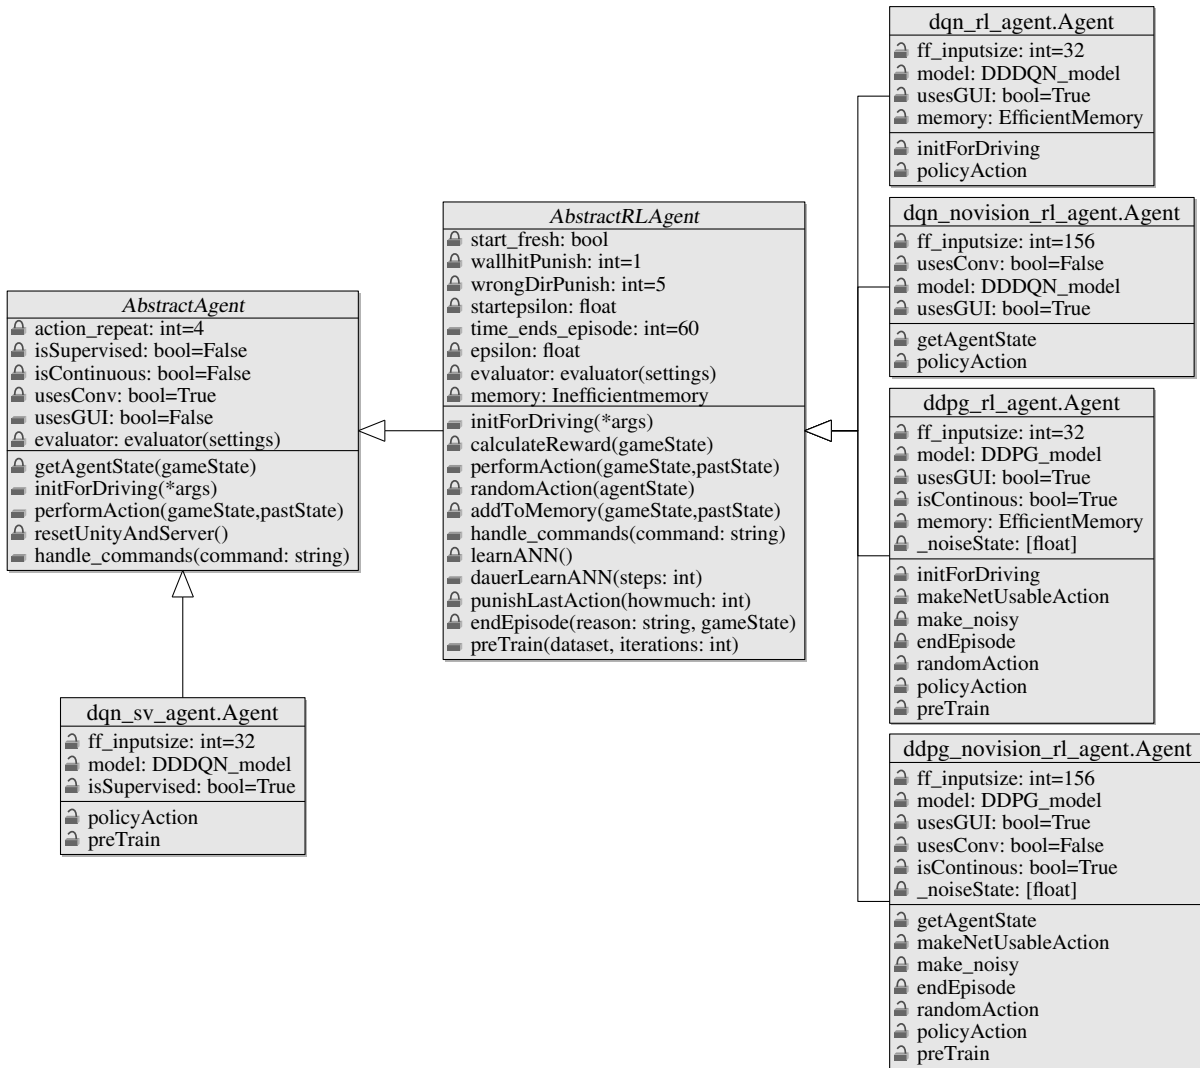 AbstractAgent
action_repeat: int=4
isSupervised: bool=False
isContinuous: bool=False
usesConv: bool=True
usesGUI: bool=False
evaluator: evaluator(settings)
getAgentState(gameState)
initForDriving(*args)
performAction(gameState,pastState)
resetUnityAndServer()
handle_commands(command: string)
dqn_sv_agent.Agent
ff_inputsize: int=32
model: DDDQN_model
isSupervised: bool=True
policyAction
preTrain
AbstractRLAgent
start_fresh: bool
wallhitPunish: int=1
wrongDirPunish: int=5
startepsilon: float
time_ends_episode: int=60
epsilon: float
evaluator: evaluator(settings)
memory: Inefficientmemory
initForDriving(*args)
calculateReward(gameState)
performAction(gameState,pastState)
randomAction(agentState)
addToMemory(gameState,pastState)
handle_commands(command: string)
learnANN()
dauerLearnANN(steps: int)
punishLastAction(howmuch: int)
endEpisode(reason: string, gameState)
preTrain(dataset, iterations: int)
dqn_rl_agent.Agent
ff_inputsize: int=32
model: DDDQN_model
usesGUI: bool=True
memory: EfficientMemory
initForDriving
policyAction
dqn_novision_rl_agent.Agent
ff_inputsize: int=156
usesConv: bool=False
model: DDDQN_model
usesGUI: bool=True
getAgentState
policyAction
ddpg_rl_agent.Agent
ff_inputsize: int=32
model: DDPG_model
usesGUI: bool=True
isContinous: bool=True
memory: EfficientMemory
_noiseState: [float]
initForDriving
makeNetUsableAction
make_noisy
endEpisode
randomAction
policyAction
preTrain
ddpg_novision_rl_agent.Agent
ff_inputsize: int=156
model: DDPG_model
usesGUI: bool=True
usesConv: bool=False
isContinous: bool=True
_noiseState: [float]
getAgentState
makeNetUsableAction
make_noisy
endEpisode
randomAction
policyAction
preTrain